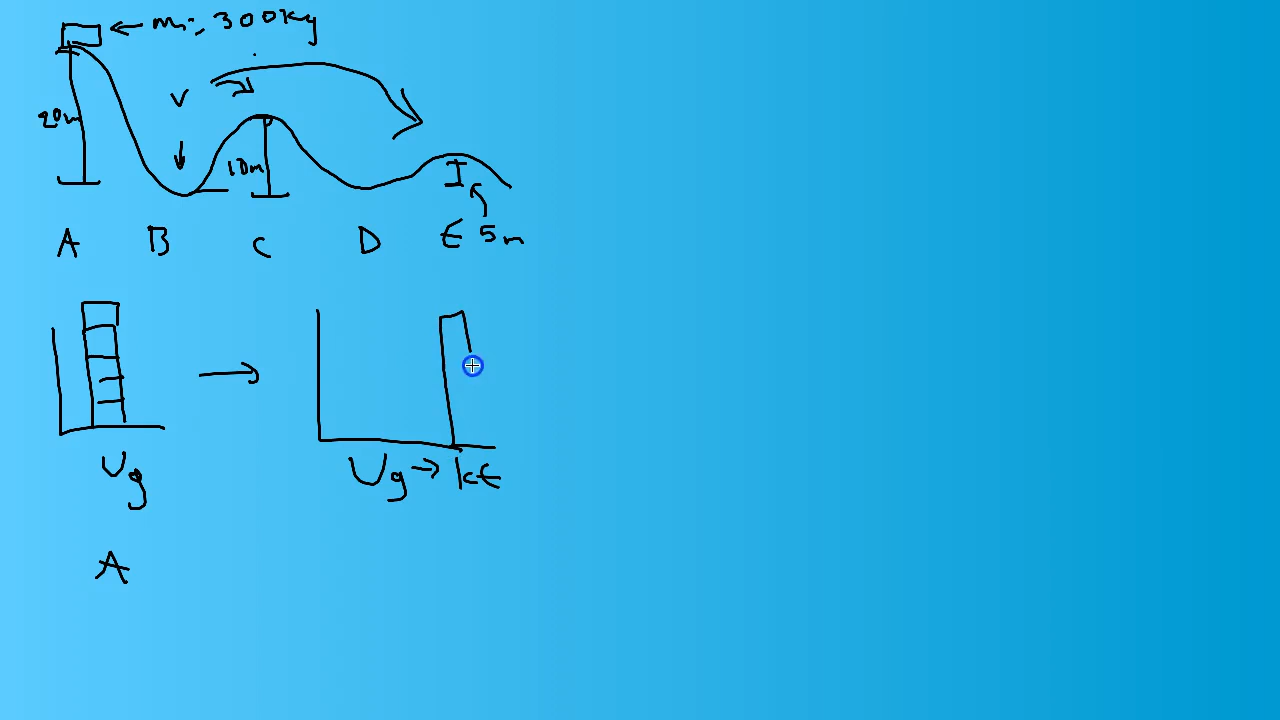 m:, 300kg
20m
V
10m
I
A B C D E 5m
Ug
Ug → KE
A